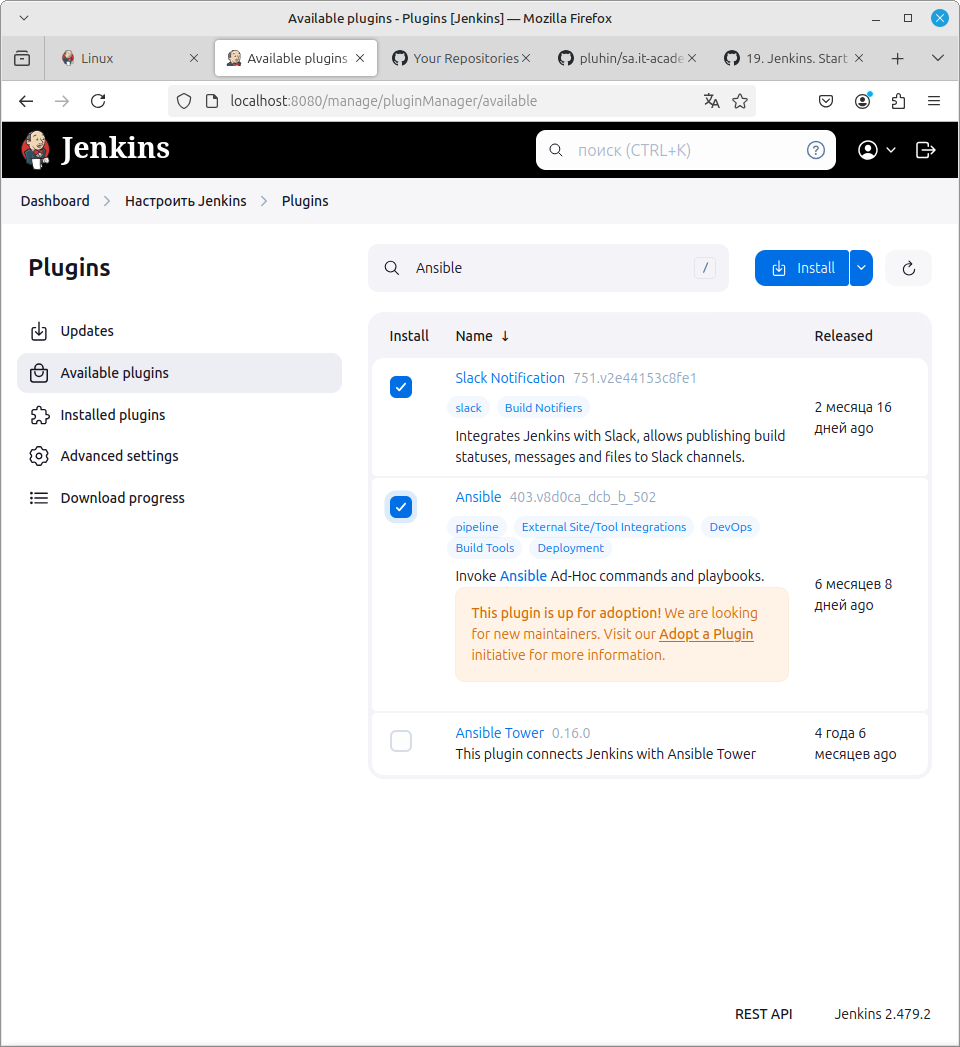 Available plugins - Plugins [Jenkins] — Mozilla Firefox
Linux
Available plugins
Your Repositories
pluhin/sa.it-acade
19. Jenkins. Start
localhost:8080/manage/pluginManager/available
Jenkins
поиск (CTRL+K)
Dashboard
Настроить Jenkins
Plugins
Plugins
Ansible
/
Install
Updates
Available plugins
Installed plugins
Advanced settings
Download progress
Install Name ↓ Released
Slack Notification 751.v2e44153c8fe1
slack Build Notifiers
Integrates Jenkins with Slack, allows publishing build
statuses, messages and files to Slack channels.
2 месяца 16
дней ago
Ansible 403.v8d0ca_dcb_b_502
pipeline External Site/Tool Integrations DevOps
Build Tools Deployment
Invoke Ansible Ad-Hoc commands and playbooks.
This plugin is up for adoption! We are looking
for new maintainers. Visit our Adopt a Plugin
initiative for more information.
6 месяцев 8
дней ago
Ansible Tower 0.16.0
This plugin connects Jenkins with Ansible Tower
4 года 6
месяцев ago
REST API
Jenkins 2.479.2